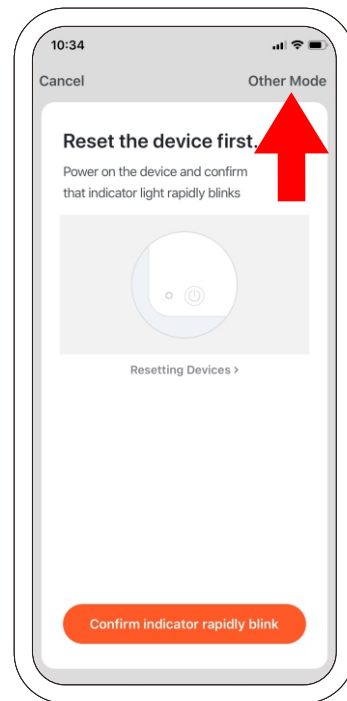 10:34
Cancel Other Mode
Reset the device first.
Power on the device and confirm
that indicator light rapidly blinks
Resetting Devices >
Confirm indicator rapidly blink